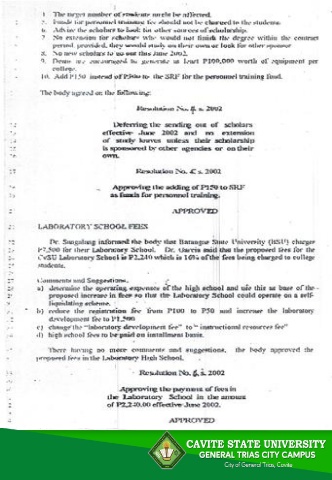 1. The target number of students might be affected.
5. Funds for personnel training fee should not be charged to the students.
6. Advise the scholars to look for other sources of scholarship.
7. No extension for scholars who would not finish the degree within the contract
period provided, they would study on their own or look for other sponsor.
8. No new scholars to go out this June 2002.
9. Deans are encouraged to generate at least P100,000 worth of equipment per
college.
10. Add P150 instead of P300 to the SRF for the personnel training fund.
The body agreed on the following:
Resolution No. s. 2002
Deferring the sending out of scholars
effective June 2002 and no extension
of study leaves unless their scholarship
is sponsored by other agencies or on their
own.
Resolution No. s. 2002
Approving the adding of P150 to SRF
as funds for personnel training.
APPROVED
LABORATORY SCHOOL FEES
Dr. informed the body that Batangas State University (BSU) charges
P7,500 for their Laboratory School. Dr. said that the proposed fees for the
CvSU Laboratory School is P2,240 which is 16% of the fees being charged to college
students.
Comments and Suggestions.
a) determine the operating expenses of the high school and use this as base of the
proposed increase in fees so that the Laboratory School could operate on a self-
liquidating scheme.
b) reduce the registration fee from P100 to P50 and increase the laboratory
development fee to P1,500
c) change the "laboratory development fee" to "instructional resources fee"
d) high school fees to be paid on installment basis.
There having no more comments and suggestions, the body approved the
proposed fees in the Laboratory High School.
Resolution No. s. 2002
Approving the payment of fees in
the Laboratory School in the amount
of P2,240.00 effective June 2002.
APPROVED
CAVITE STATE UNIVERSITY
GENERAL TRIAS CITY CAMPUS
City of General Trias, Cavite